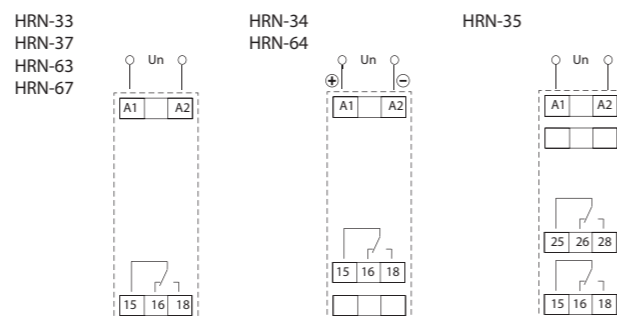 HRN-33
HRN-37
HRN-63
HRN-67
Un
A1 A2
15 16 18
HRN-34
HRN-64
Un
+ −
A1 A2
15 16 18
HRN-35
Un
A1 A2
25 26 28
15 16 18